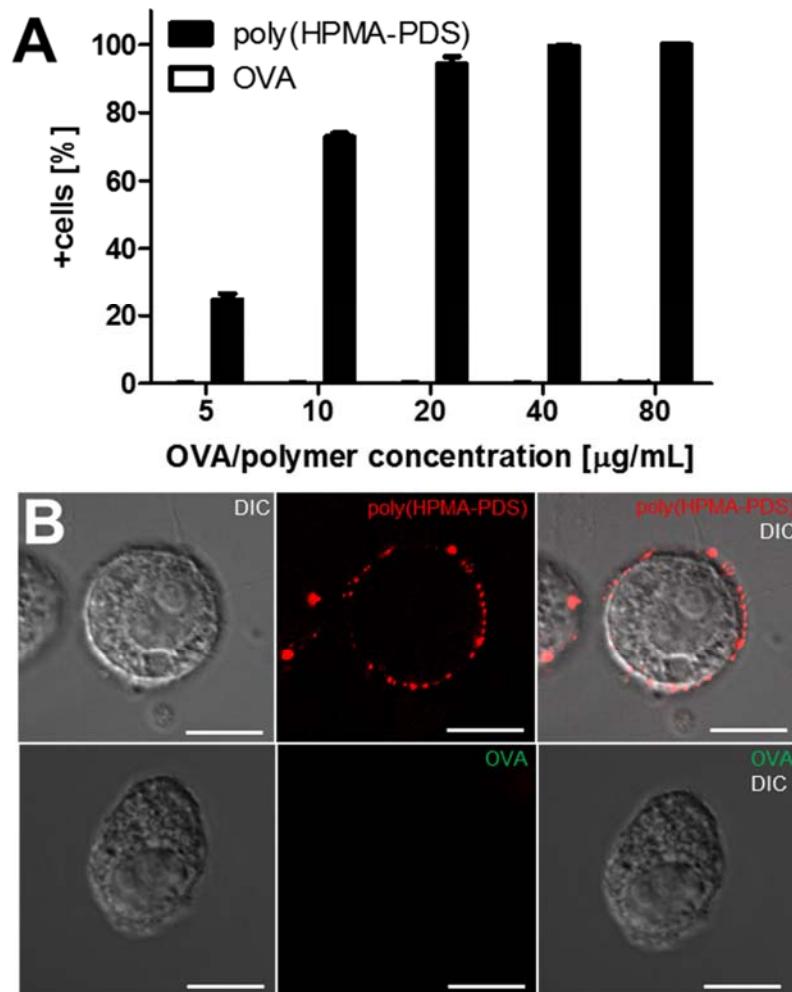 A
poly(HPMA-PDS)
OVA
+cells [%]
100
80
60
40
20
0
5 10 20 40 80
OVA/polymer concentration [μg/mL]
B
DIC
poly(HPMA-PDS)
poly(HPMA-PDS)
DIC
OVA
OVA
DIC